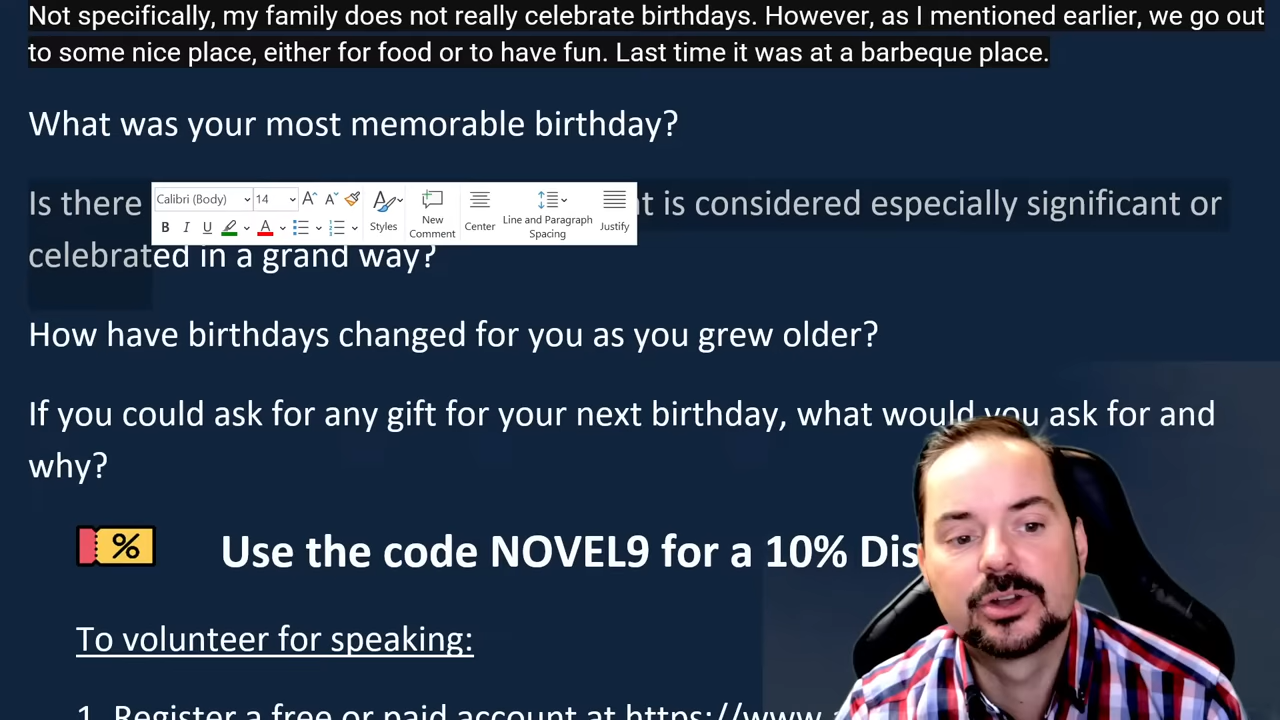 Not specifically, my family does not really celebrate birthdays. However, as I mentioned earlier, we go out
to some nice place, either for food or to have fun. Last time it was at a barbeque place.
What was your most memorable birthday?
Calibri (Body) 14
Is there t is considered especially significant or
New Comment
Line and Paragraph Spacing
B I U A Styles Center Justify
celebrated in a grand way?
How have birthdays changed for you as you grew older?
If you could ask for any gift for your next birthday, what would you ask for and
why?
% Use the code NOVEL9 for a 10% Dis
To volunteer for speaking:
1. Register a free or paid account at https://www.